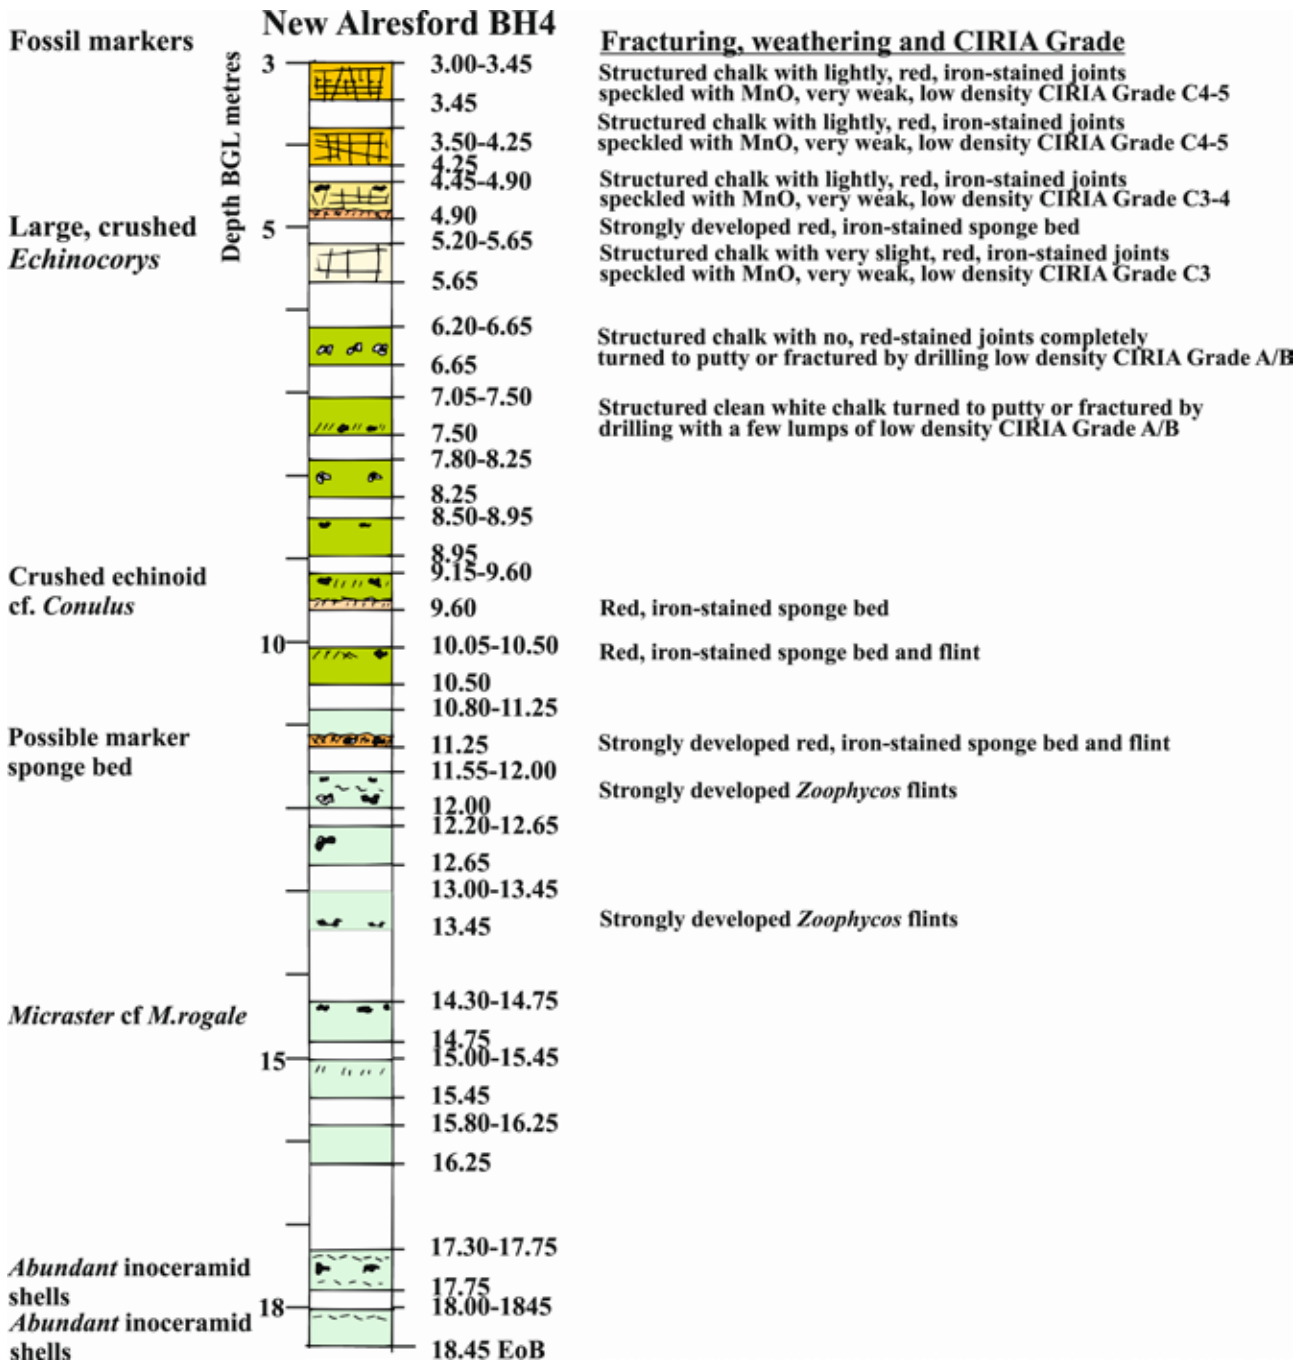 New Alresford BH4
Fossil markers
Fracturing, weathering and CIRIA Grade
Depth BGL metres
3
3.00-3.45
Structured chalk with lightly, red, iron-stained joints
speckled with MnO, very weak, low density CIRIA Grade C4-5
3.45
Structured chalk with lightly, red, iron-stained joints
3.50-4.25
speckled with MnO, very weak, low density CIRIA Grade C4-5
4.25
4.45-4.90
Structured chalk with lightly, red, iron-stained joints
speckled with MnO, very weak, low density CIRIA Grade C3-4
4.90
Large, crushed
Echinocorys
5
Strongly developed red, iron-stained sponge bed
5.20-5.65
Structured chalk with very slight, red, iron-stained joints
speckled with MnO, very weak, low density CIRIA Grade C3
5.65
6.20-6.65
Structured chalk with no, red-stained joints completely
turned to putty or fractured by drilling low density CIRIA Grade A/B
6.65
7.05-7.50
Structured clean white chalk turned to putty or fractured by
drilling with a few lumps of low density CIRIA Grade A/B
7.50
7.80-8.25
8.25
8.50-8.95
8.95
9.15-9.60
Crushed echinoid
cf. Conulus
9.60
Red, iron-stained sponge bed
10
10.05-10.50
Red, iron-stained sponge bed and flint
10.50
10.80-11.25
Possible marker
sponge bed
11.25
Strongly developed red, iron-stained sponge bed and flint
11.55-12.00
Strongly developed Zoophycos flints
12.00
12.20-12.65
12.65
13.00-13.45
13.45
Strongly developed Zoophycos flints
14.30-14.75
Micraster cf M.rogale
14.75
15
15.00-15.45
15.45
15.80-16.25
16.25
17.30-17.75
Abundant inoceramid
shells
17.75
18
18.00-1845
Abundant inoceramid
shells
18.45 EoB